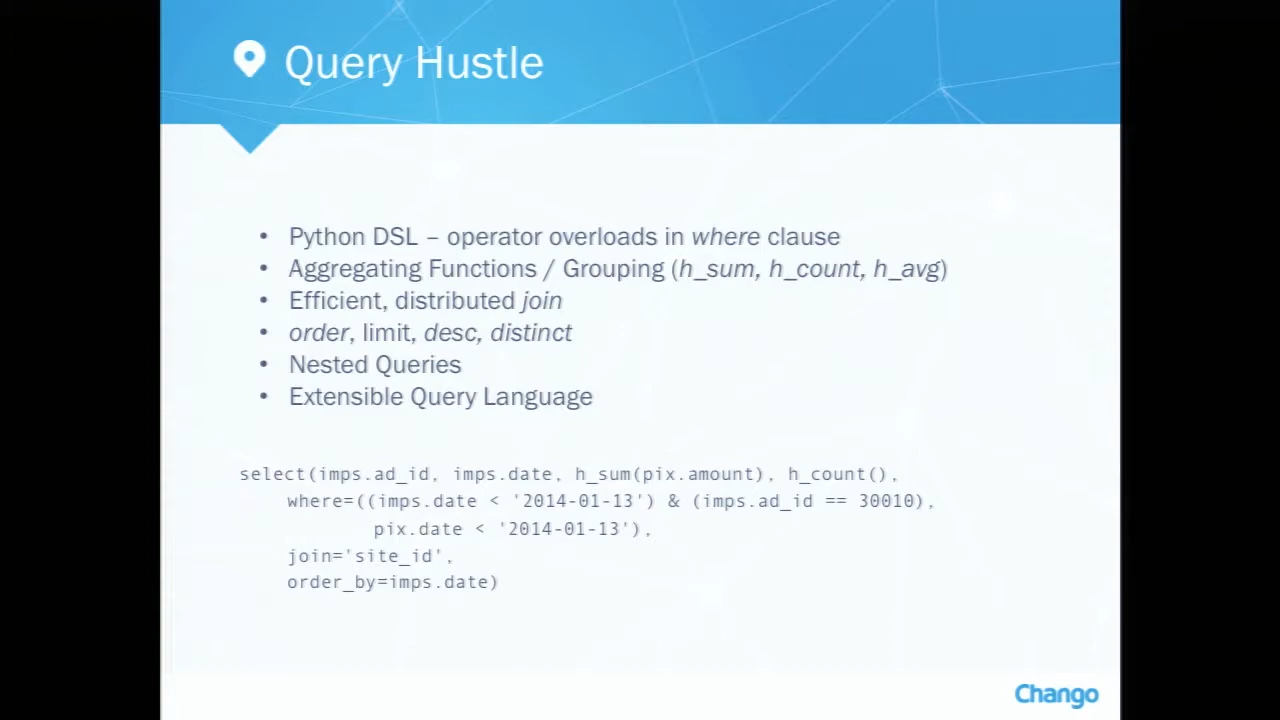 Query Hustle
• Python DSL – operator overloads in where clause
• Aggregating Functions / Grouping (h_sum, h_count, h_avg)
• Efficient, distributed join
• order, limit, desc, distinct
• Nested Queries
• Extensible Query Language
select(imps.ad_id, imps.date, h_sum(pix.amount), h_count(),
where=((imps.date < '2014-01-13') & (imps.ad_id == 30010),
pix.date < '2014-01-13'),
join='site_id',
order_by=imps.date)
Chango